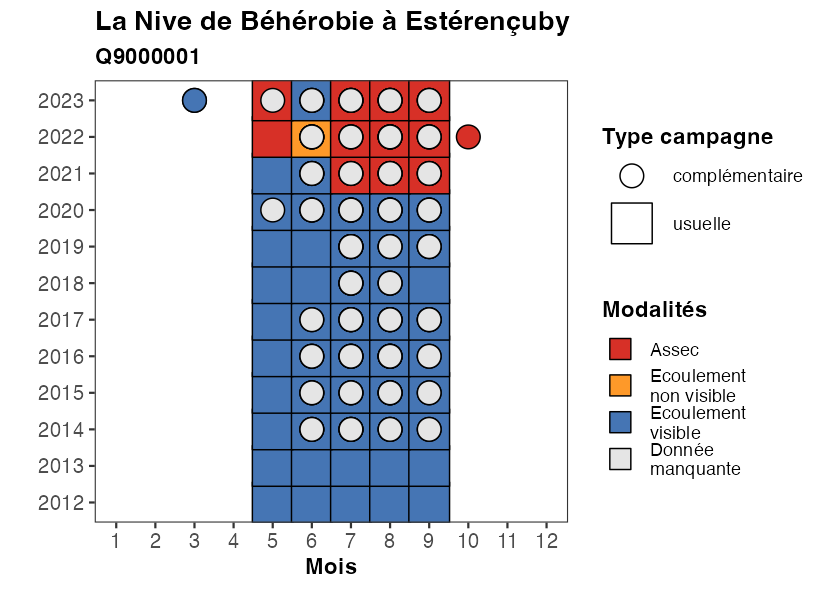 La Nive de Béhérobie à Estérençuby
Q9000001
2023
2022
2021
2020
2019
2018
2017
2016
2015
2014
2013
2012
1 2 3 4 5 6 7 8 9 10 11 12
Mois
Type campagne
complémentaire
usuelle
Modalités
Assec
Ecoulement
non visible
Ecoulement
visible
Donnée
manquante